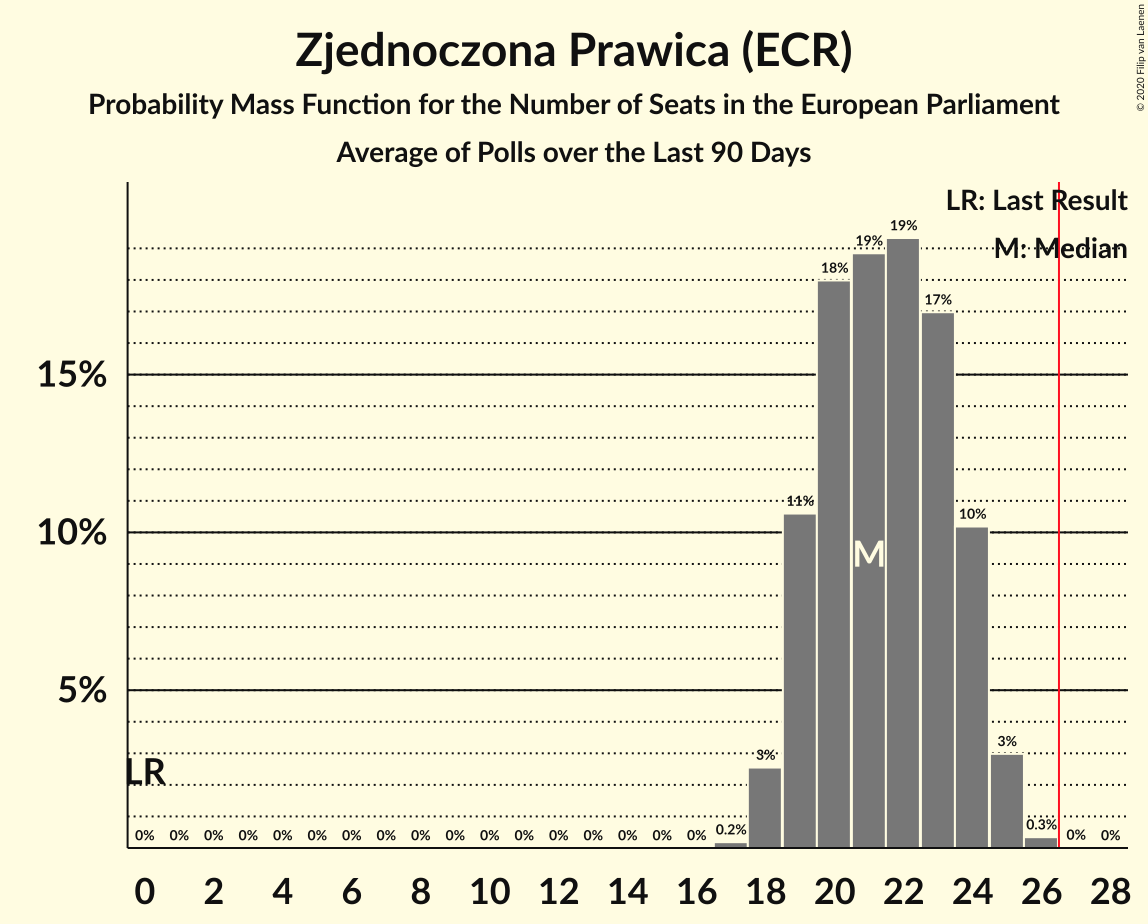 © 2020 Filip van Laenen
Zjednoczona Prawica (ECR)
Probability Mass Function for the Number of Seats in the European Parliament
Average of Polls over the Last 90 Days
LR: Last Result
M: Median
19%
19%
18%
17%
15%
11%
10%
10%
M
5%
3%
3%
LR
0% 0% 0% 0% 0% 0% 0% 0% 0% 0% 0% 0% 0% 0% 0% 0% 0% 0.2% 0.3% 0% 0%
0 2 4 6 8 10 12 14 16 18 20 22 24 26 28